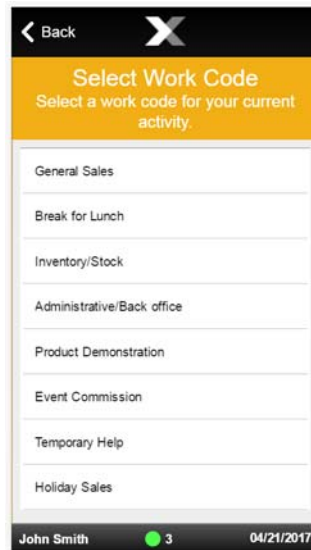 Back
Select Work Code
Select a work code for your current
activity.
General Sales
Break for Lunch
Inventory/Stock
Administrative/Back office
Product Demonstration
Event Commission
Temporary Help
Holiday Sales
John Smith 3 04/21/2017